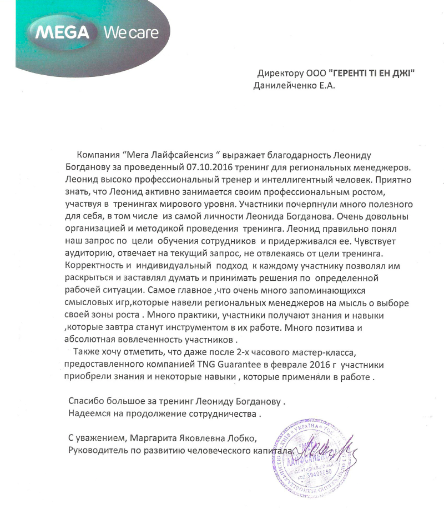 MEGA We care
Директору ООО "ГЕРЕНТІ ТІ ЕН ДЖІ"
Данилейченко Е.А.
Компания "Мега Лайфсайенсиз " выражает благодарность Леониду
Богданову за проведенный 07.10.2016 тренинг для региональных менеджеров.
Леонид высоко профессиональный тренер и интеллигентный человек. Приятно
знать, что Леонид активно занимается своим профессиональным ростом,
участвуя в тренингах мирового уровня. Участники почерпнули много полезного
для себя, в том числе из самой личности Леонида Богданова. Очень довольны
организацией и методикой проведения тренинга. Леонид правильно понял
наш запрос по цели обучения сотрудников и придерживался ее. Чувствует
аудиторию, отвечает на текущий запрос, не отвлекаясь от цели тренинга.
Корректность и индивидуальный подход к каждому участнику позволял им
раскрыться и заставлял думать и принимать решения по определенной
рабочей ситуации. Самое главное ,что очень много запоминающихся
смысловых игр,которые навели региональных менеджеров на мысль о выборе
своей зоны роста . Много практики, участники получают знания и навыки
,которые завтра станут инструментом в их работе. Много позитива и
абсолютная вовлеченность участников .
Также хочу отметить, что даже после 2-х часового мастер-класса,
предоставленного компанией TNG Guarantee в феврале 2016 г участники
приобрели знания и некоторые навыки , которые применяли в работе .
Спасибо большое за тренинг Леониду Богданову .
Надеемся на продолжение сотрудничества .
С уважением, Маргарита Яковлевна Лобко,
Руководитель по развитию человеческого капитала